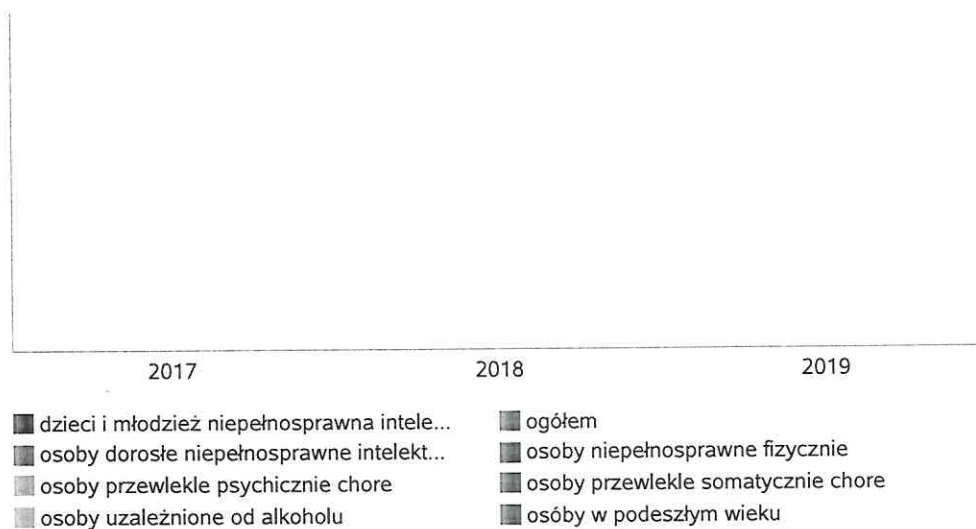 2017 2018 2019
dzieci i młodzież niepełnosprawna intele...
osoby dorosłe niepełnosprawne intelekt...
osoby przewlekle psychicznie chore
osoby uzależnione od alkoholu
ogółem
osoby niepełnosprawne fizycznie
osoby przewlekle somatycznie chore
osóby w podeszłym wieku